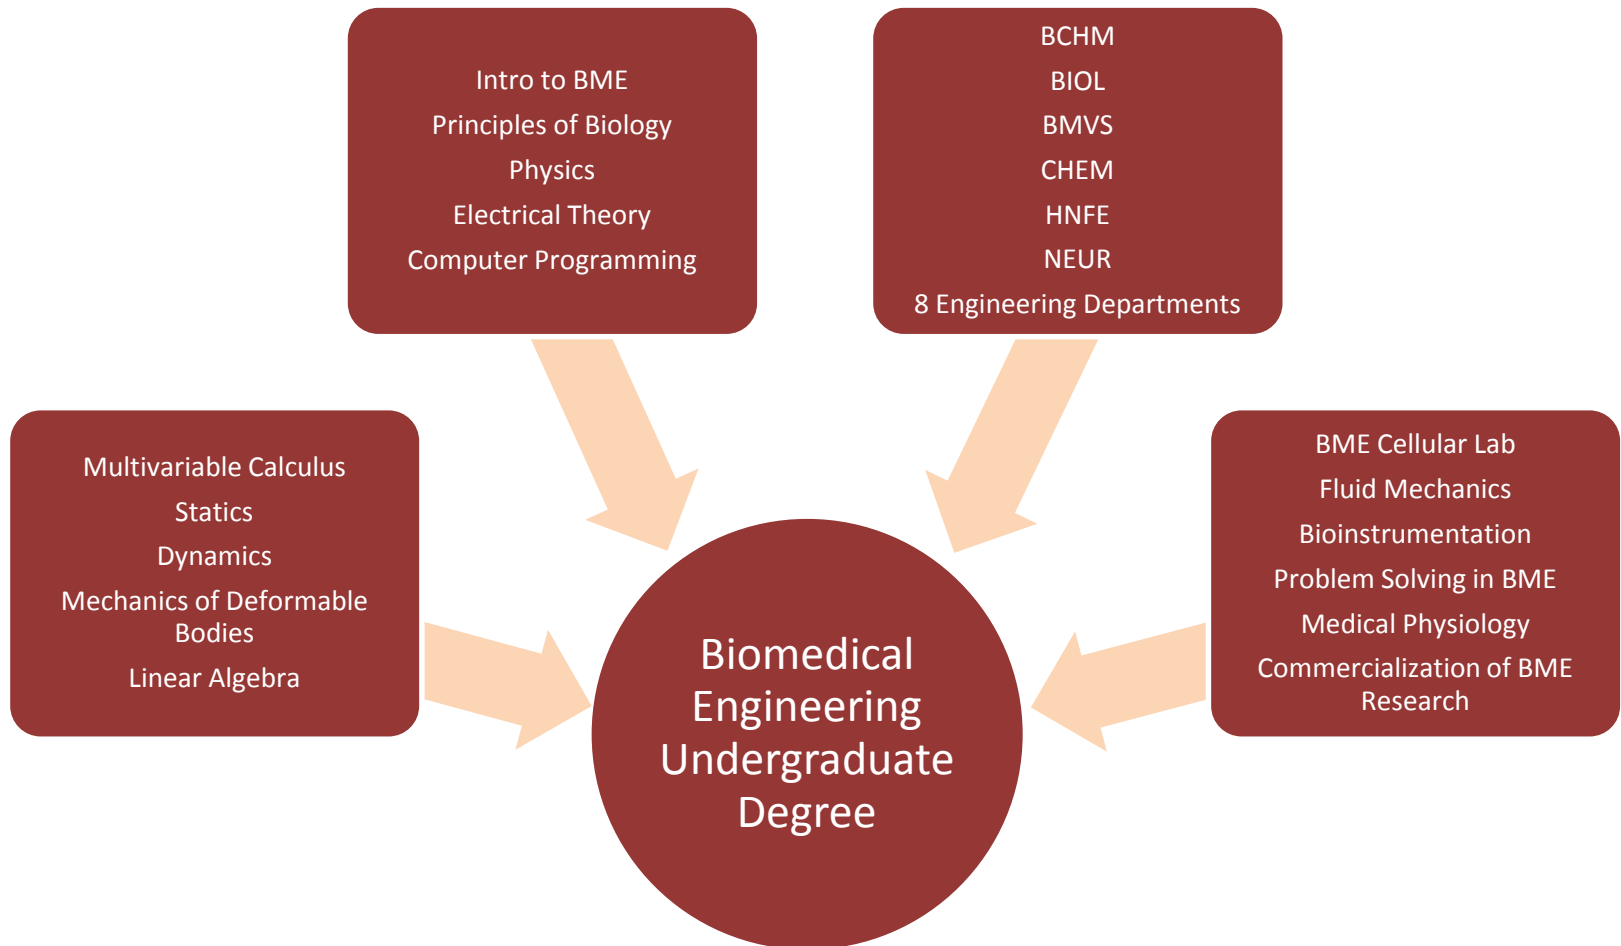 Intro to BME
Principles of Biology
Physics
Electrical Theory
Computer Programming
BCHM
BIOL
BMVS
CHEM
HNFE
NEUR
8 Engineering Departments
Multivariable Calculus
Statics
Dynamics
Mechanics of Deformable
Bodies
Linear Algebra
BME Cellular Lab
Fluid Mechanics
Bioinstrumentation
Problem Solving in BME
Medical Physiology
Commercialization of BME
Research
Biomedical
Engineering
Undergraduate
Degree